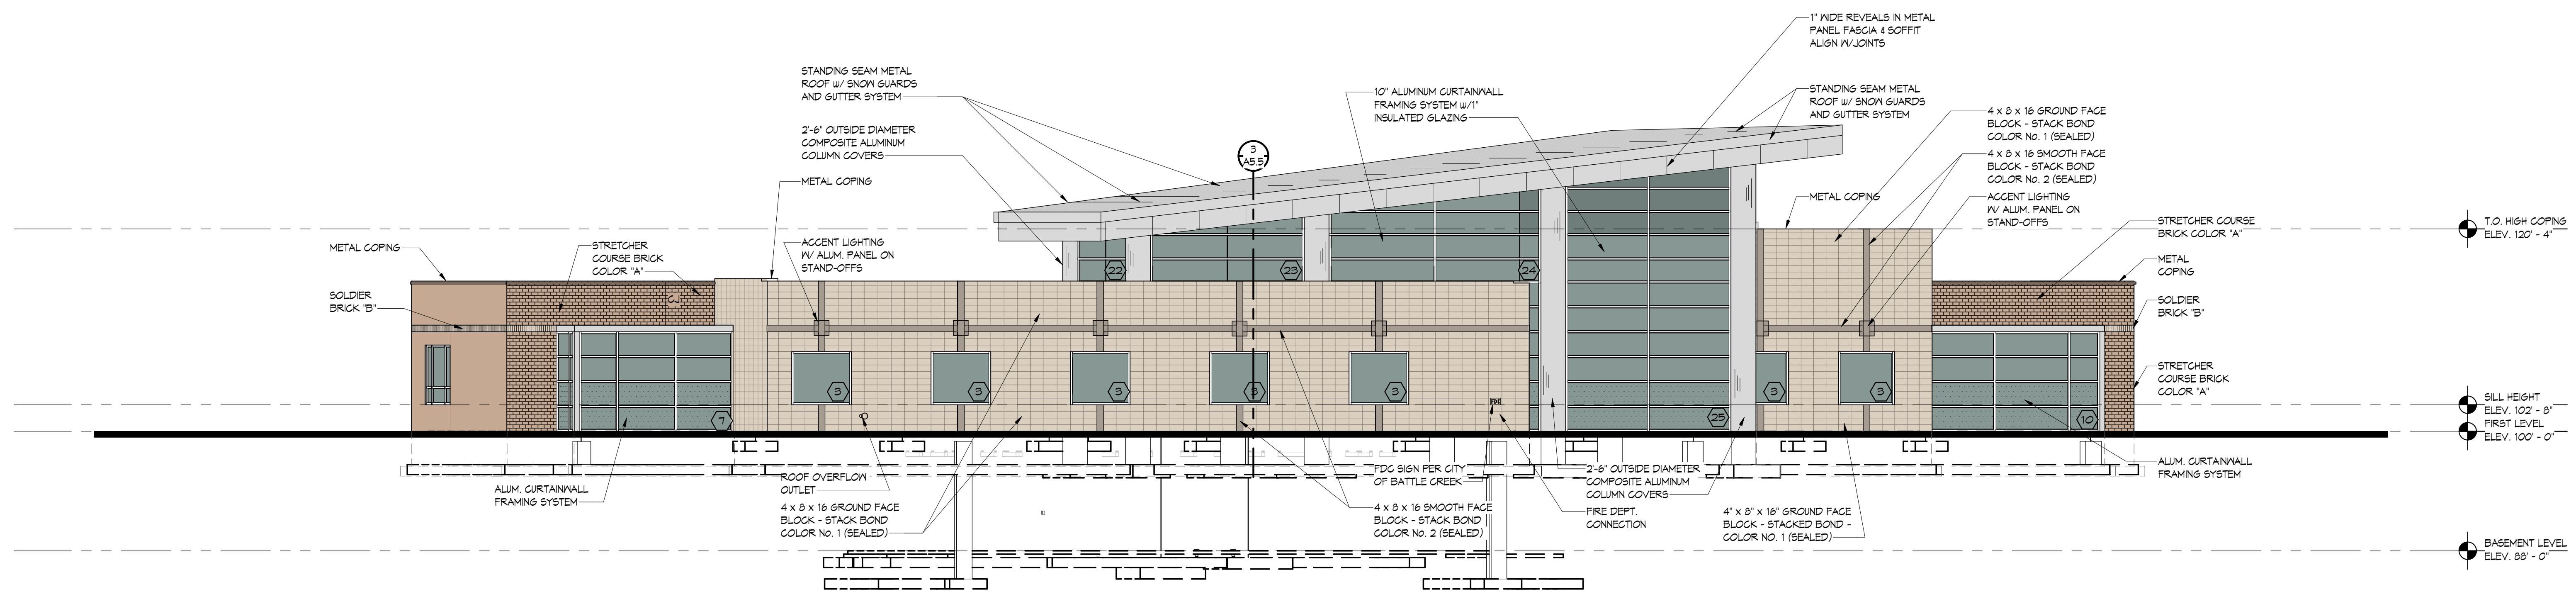 1" WIDE REVEALS IN METAL
PANEL FASCIA & SOFFIT
ALIGN W/JOINTS
STANDING SEAM METAL
ROOF w/ SNOW GUARDS
AND GUTTER SYSTEM
2'-6" OUTSIDE DIAMETER
COMPOSITE ALUMINUM
COLUMN COVERS
METAL COPING
10" ALUMINUM CURTAINWALL
FRAMING SYSTEM w/1"
INSULATED GLAZING
STANDING SEAM METAL
ROOF w/ SNOW GUARDS
AND GUTTER SYSTEM
4 x 8 x 16 GROUND FACE
BLOCK - STACK BOND
COLOR No. 1 (SEALED)
4 x 8 x 16 SMOOTH FACE
BLOCK - STACK BOND
COLOR No. 2 (SEALED)
METAL COPING
ACCENT LIGHTING
W/ ALUM. PANEL ON
STAND-OFFS
3
A5.5
METAL COPING
STRETCHER
COURSE BRICK
COLOR "A"
ACCENT LIGHTING
W/ ALUM. PANEL ON
STAND-OFFS
STRETCHER COURSE
BRICK COLOR "A"
T.O. HIGH COPING
ELEV. 120' - 4"
METAL
COPING
SOLDIER
BRICK "B"
SOLDIER
BRICK "B"
22
23
24
STRETCHER
COURSE BRICK
COLOR "A"
7
3
3
3
3
3
25
3
3
10
SILL HEIGHT
ELEV. 102' - 8"
FIRST LEVEL
ELEV. 100' - 0"
FDC
ALUM. CURTAINWALL
FRAMING SYSTEM
ROOF OVERFLOW
OUTLET
4 x 8 x 16 GROUND FACE
BLOCK - STACK BOND
COLOR No. 1 (SEALED)
FDC SIGN PER CITY
OF BATTLE CREEK
4 x 8 x 16 SMOOTH FACE
BLOCK - STACK BOND
COLOR No. 2 (SEALED)
2'-6" OUTSIDE DIAMETER
COMPOSITE ALUMINUM
COLUMN COVERS
FIRE DEPT.
CONNECTION
4" x 8" x 16" GROUND FACE
BLOCK - STACKED BOND -
COLOR NO. 1 (SEALED)
ALUM. CURTAINWALL
FRAMING SYSTEM
BASEMENT LEVEL
ELEV. 88' - 0"